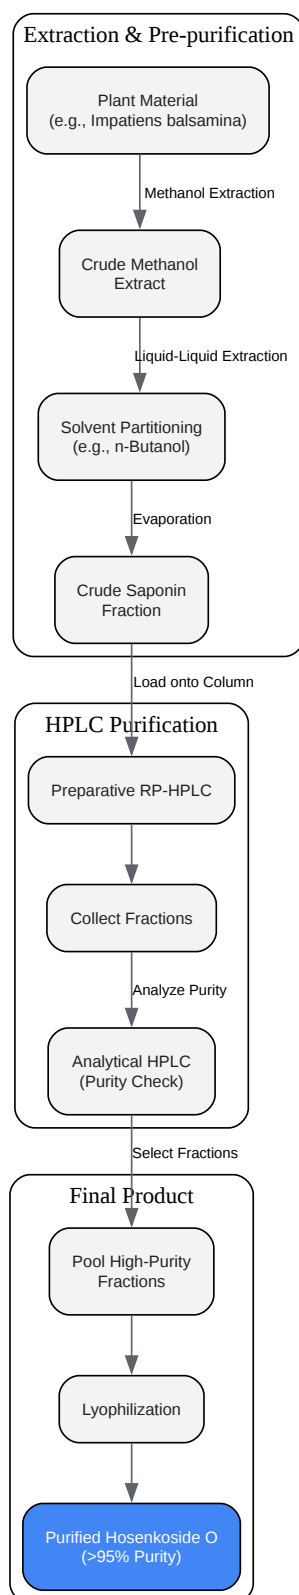 Extraction & Pre-purification
Plant Material
(e.g., Impatiens balsamina)
Methanol Extraction
Crude Methanol
Extract
Liquid-Liquid Extraction
Solvent Partitioning
(e.g., n-Butanol)
Evaporation
Crude Saponin
Fraction
Load onto Column
HPLC Purification
Preparative RP-HPLC
Collect Fractions
Analyze Purity
Analytical HPLC
(Purity Check)
Select Fractions
Final Product
Pool High-Purity
Fractions
Lyophilization
Purified Hosenkoside O
(>95% Purity)